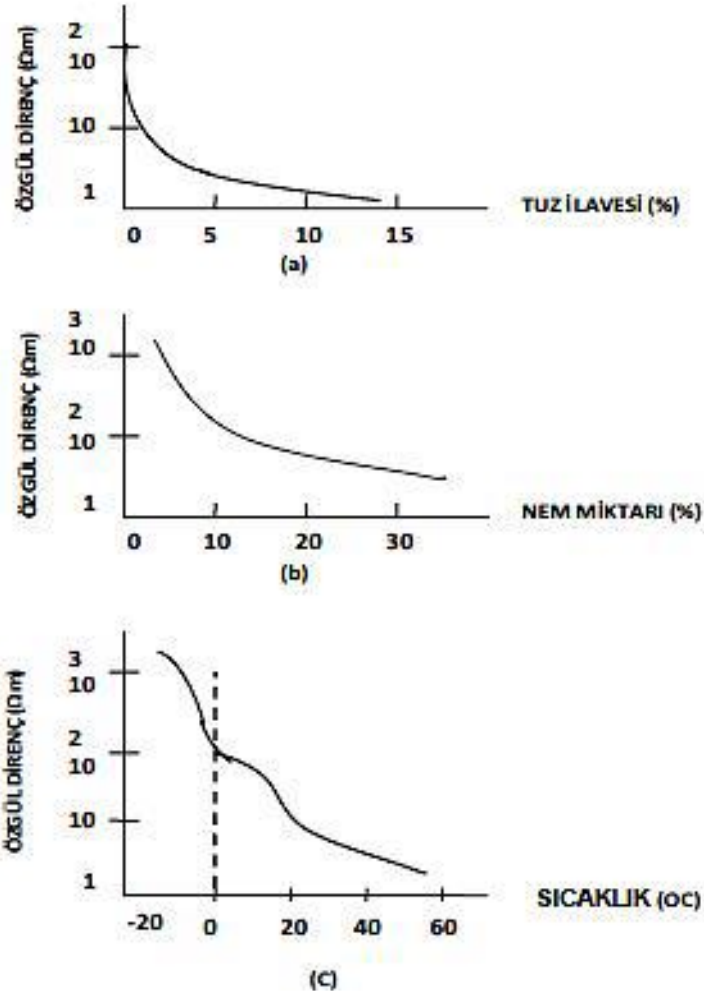 ÖZGÜL DİRENÇ (Ωm)
2
10
10
1
0 5 10 15
TUZ İLAVESİ (%)
(a)
ÖZGÜL DİRENÇ (Ωm)
3
10
2
10
1
0 10 20 30
NEM MİKTARI (%)
(b)
ÖZGÜL DİRENÇ (Ωm)
3
10
2
10
10
1
-20 0 20 40 60
SICAKLIK (OC)
(C)